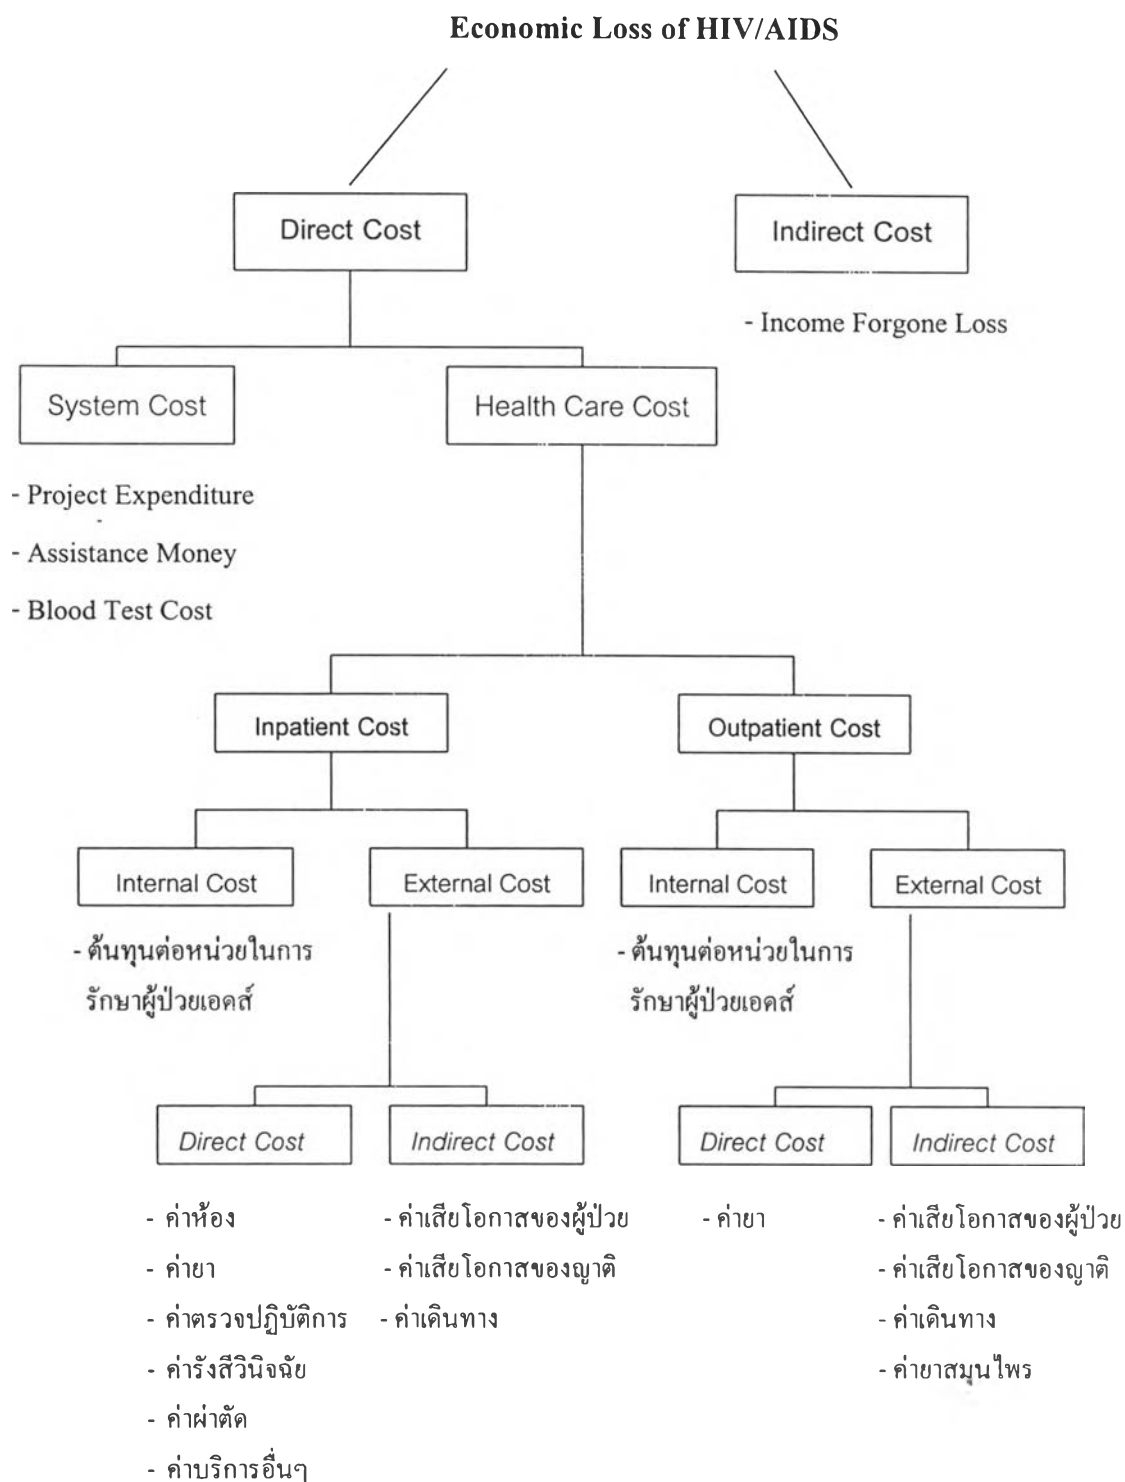 Economic Loss of HIV/AIDS
Direct Cost
Indirect Cost
- Income Forgone Loss
System Cost
Health Care Cost
- Project Expenditure
- Assistance Money
- Blood Test Cost
Inpatient Cost
Outpatient Cost
Internal Cost
External Cost
Internal Cost
External Cost
- ต้นทุนต่อหน่วยในการ
รักษาผู้ป่วยเอดส์
- ต้นทุนต่อหน่วยในการ
รักษาผู้ป่วยเอดส์
Direct Cost
Indirect Cost
Direct Cost
Indirect Cost
- ค่าห้อง
- ค่ายา
- ค่าตรวจปฏิบัติการ
- ค่ารังสีวินิจฉัย
- ค่าผ่าตัด
- ค่าบริการอื่นๆ
- ค่าเสียโอกาสของผู้ป่วย
- ค่าเสียโอกาสของญาติ
- ค่าเดินทาง
- ค่ายา
- ค่าเสียโอกาสของผู้ป่วย
- ค่าเสียโอกาสของญาติ
- ค่าเดินทาง
- ค่ายาสมุนไพร